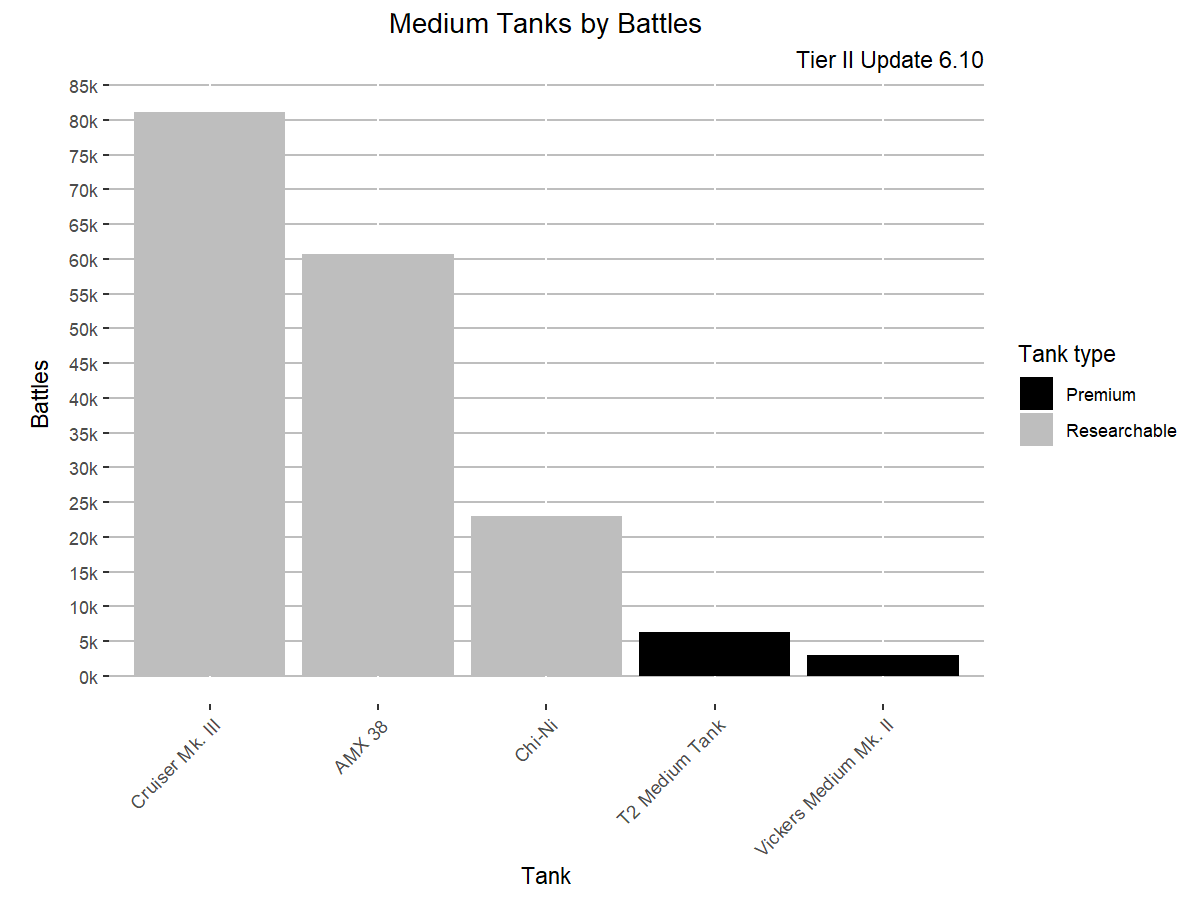 Medium Tanks by Battles
Tier II Update 6.10
85k
80k
75k
70k
65k
60k
55k
50k
45k
40k
35k
30k
25k
20k
15k
10k
5k
0k
Battles
Cruiser Mk. III
AMX 38
Chi-Ni
T2 Medium Tank
Vickers Medium Mk. II
Tank
Tank type
Premium
Researchable